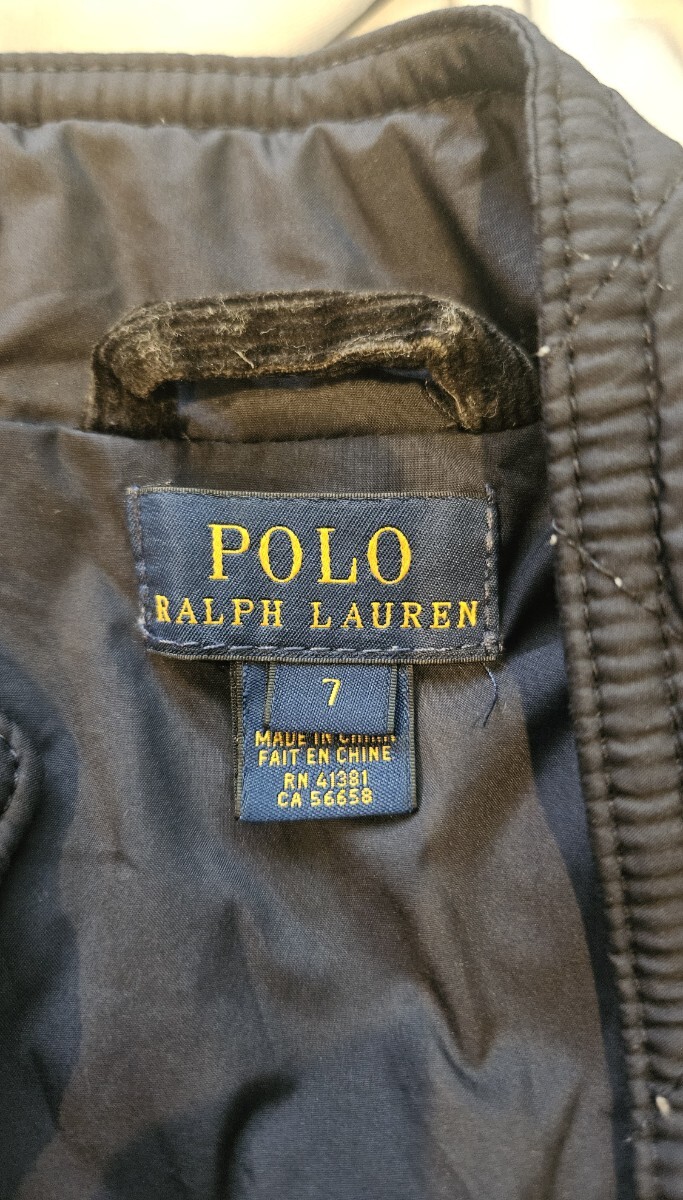 POLO
RALPH LAUREN
7
MADE IN CHINA
FAIT EN CHINE
RN 41381
CA 56658